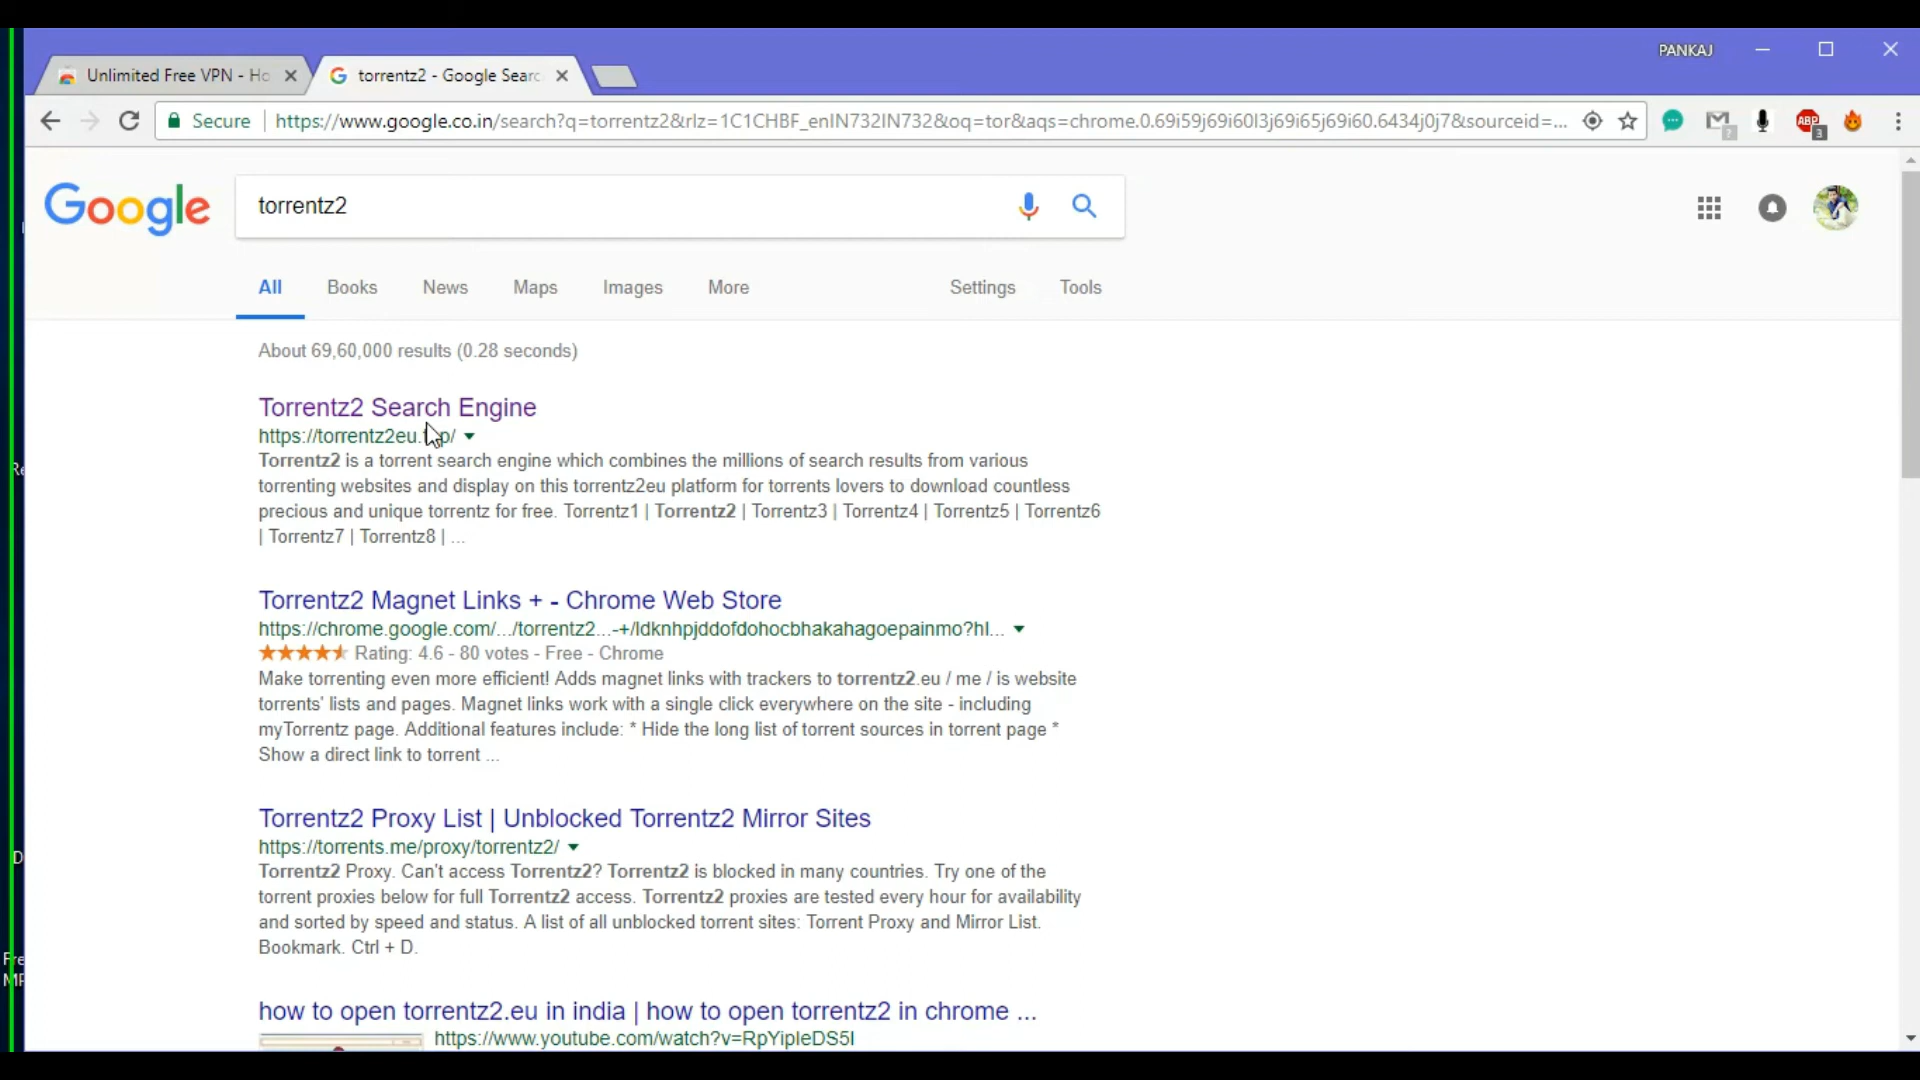 PANKAJ
Unlimited Free VPN - Ho
torrentz2 - Google Searc
Secure
https://www.google.co.in/search?q=torrentz2&rlz=1C1CHBF_enIN732IN732&oq=tor&aqs=chrome.0.69i59j69i60l3j69i65j69i60.6434j0j7&sourceid=...
ABP
3
?
Google
torrentz2
All
Books
News
Maps
Images
More
Settings
Tools
About 69,60,000 results (0.28 seconds)
Torrentz2 Search Engine
https://torrentz2eu.
Torrentz2 is a torrent search engine which combines the millions of search results from various
torrenting websites and display on this torrentz2eu platform for torrents lovers to download countless
precious and unique torrentz for free. Torrentz1 | Torrentz2 | Torrentz3 | Torrentz4 | Torrentz5 | Torrentz6
| Torrentz7 | Torrentz8 | ...
Torrentz2 Magnet Links + - Chrome Web Store
https://chrome.google.com/.../torrentz2...-+/ldknhpjddofdohocbhakahagoepainmo?hl...
Rating: 4.6 - 80 votes - Free - Chrome
Make torrenting even more efficient! Adds magnet links with trackers to torrentz2.eu / me / is website
torrents' lists and pages. Magnet links work with a single click everywhere on the site - including
myTorrentz page. Additional features include: * Hide the long list of torrent sources in torrent page *
Show a direct link to torrent ...
Torrentz2 Proxy List | Unblocked Torrentz2 Mirror Sites
https://torrents.me/proxy/torrentz2/
Torrentz2 Proxy. Can't access Torrentz2? Torrentz2 is blocked in many countries. Try one of the
torrent proxies below for full Torrentz2 access. Torrentz2 proxies are tested every hour for availability
and sorted by speed and status. A list of all unblocked torrent sites: Torrent Proxy and Mirror List.
Bookmark. Ctrl + D.
how to open torrentz2.eu in india | how to open torrentz2 in chrome ...
https://www.youtube.com/watch?v=RpYipleDS5I